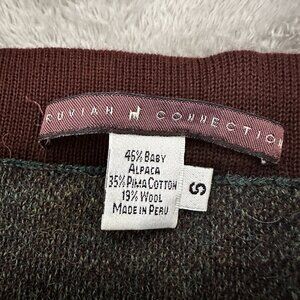 RUVIAN CONNECTIO
45% BABY
ALPACA
35% PIMA COTTON
19% WOOL
MADE IN PERU
S